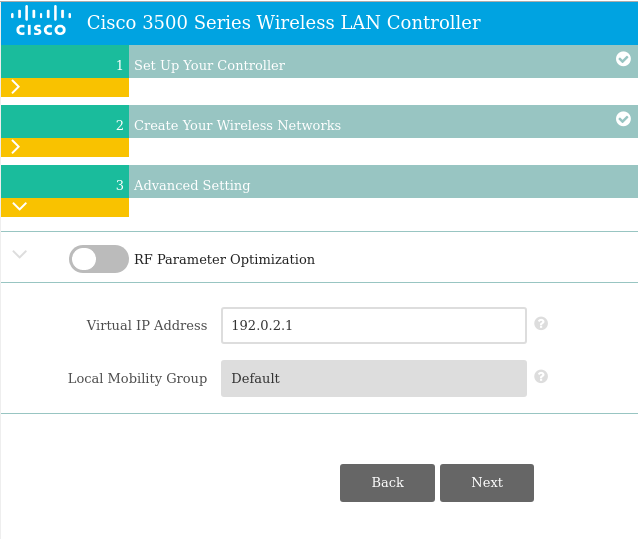 CISCO Cisco 3500 Series Wireless LAN Controller
1 Set Up Your Controller
2 Create Your Wireless Networks
3 Advanced Setting
RF Parameter Optimization
Virtual IP Address 192.0.2.1 ?
Local Mobility Group Default ?
Back Next